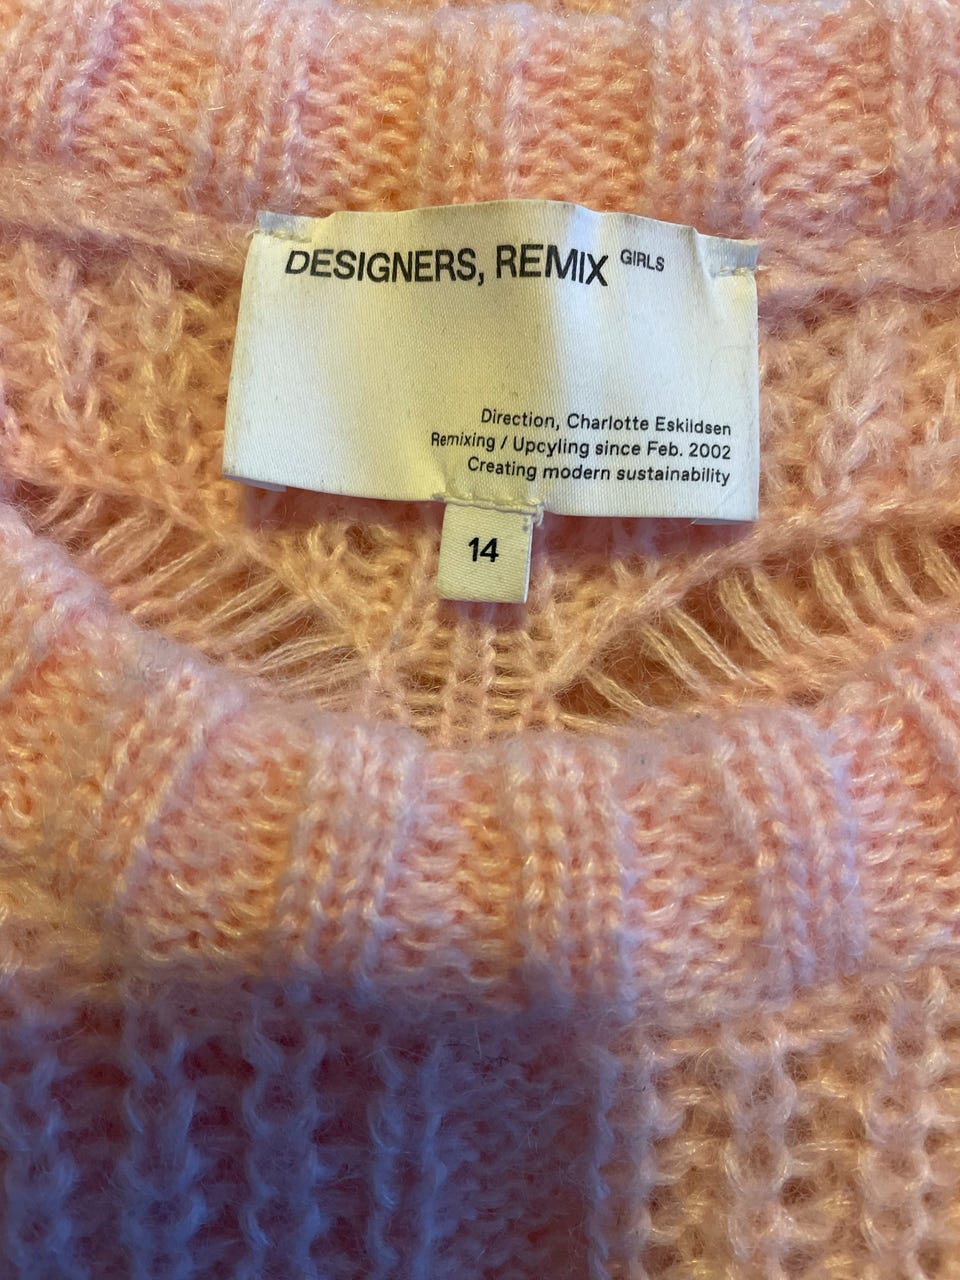 DESIGNERS, REMIX GIRLS
Direction, Charlotte Eskildsen
Remixing / Upcyling since Feb. 2002
Creating modern sustainability
14